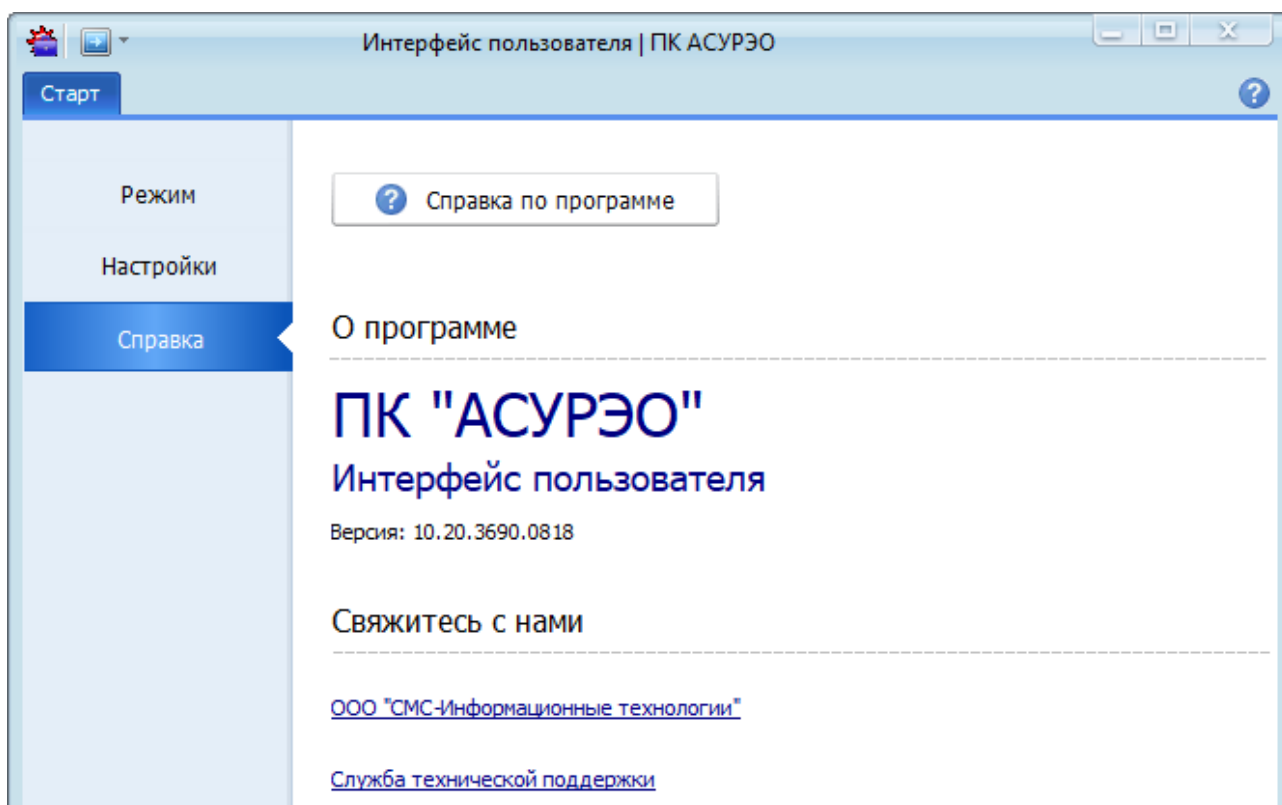 Интерфейс пользователя | ПК АСУРЭО
Старт
Режим
Настройки
Справка
Справка по программе
О программе
ПК "АСУРЭО"
Интерфейс пользователя
Версия: 10.20.3690.0818
Свяжитесь с нами
ООО "СМС-Информационные технологии"
Служба технической поддержки